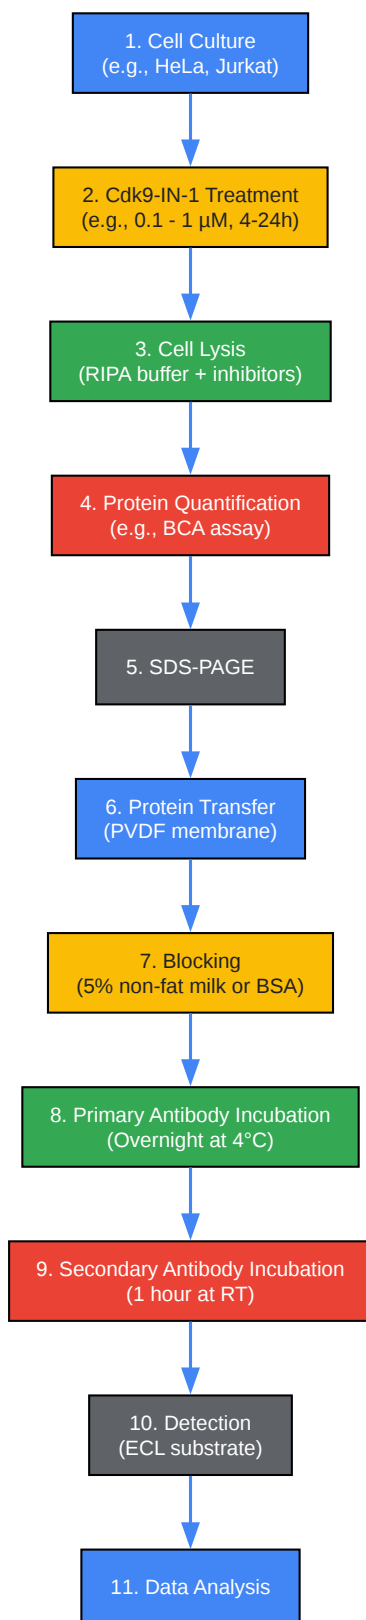 1. Cell Culture
(e.g., HeLa, Jurkat)
2. Cdk9-IN-1 Treatment
(e.g., 0.1 - 1 µM, 4-24h)
3. Cell Lysis
(RIPA buffer + inhibitors)
4. Protein Quantification
(e.g., BCA assay)
5. SDS-PAGE
6. Protein Transfer
(PVDF membrane)
7. Blocking
(5% non-fat milk or BSA)
8. Primary Antibody Incubation
(Overnight at 4°C)
9. Secondary Antibody Incubation
(1 hour at RT)
10. Detection
(ECL substrate)
11. Data Analysis